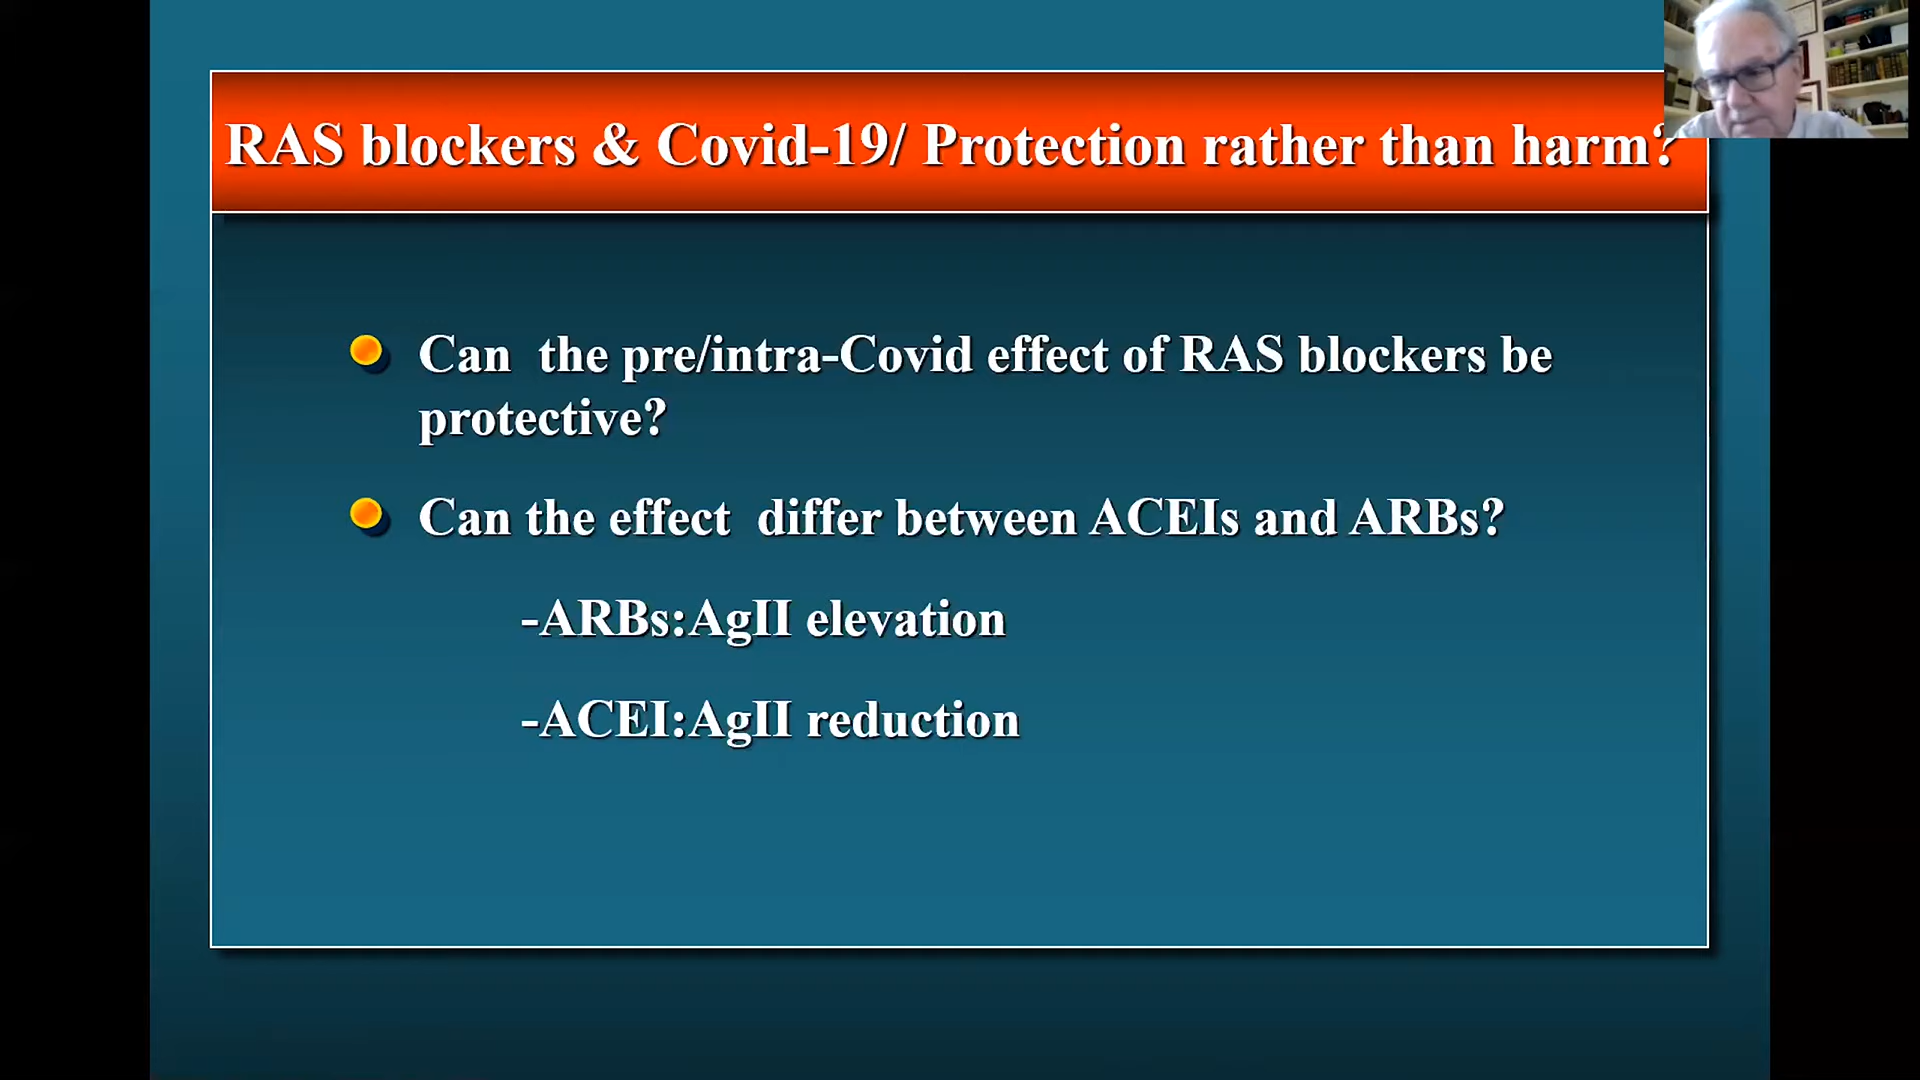 RAS blockers & Covid-19/ Protection rather than harm?
Can the pre/intra-Covid effect of RAS blockers be
protective?
Can the effect differ between ACEIs and ARBs?
-ARBs:AgII elevation
-ACEI:AgII reduction